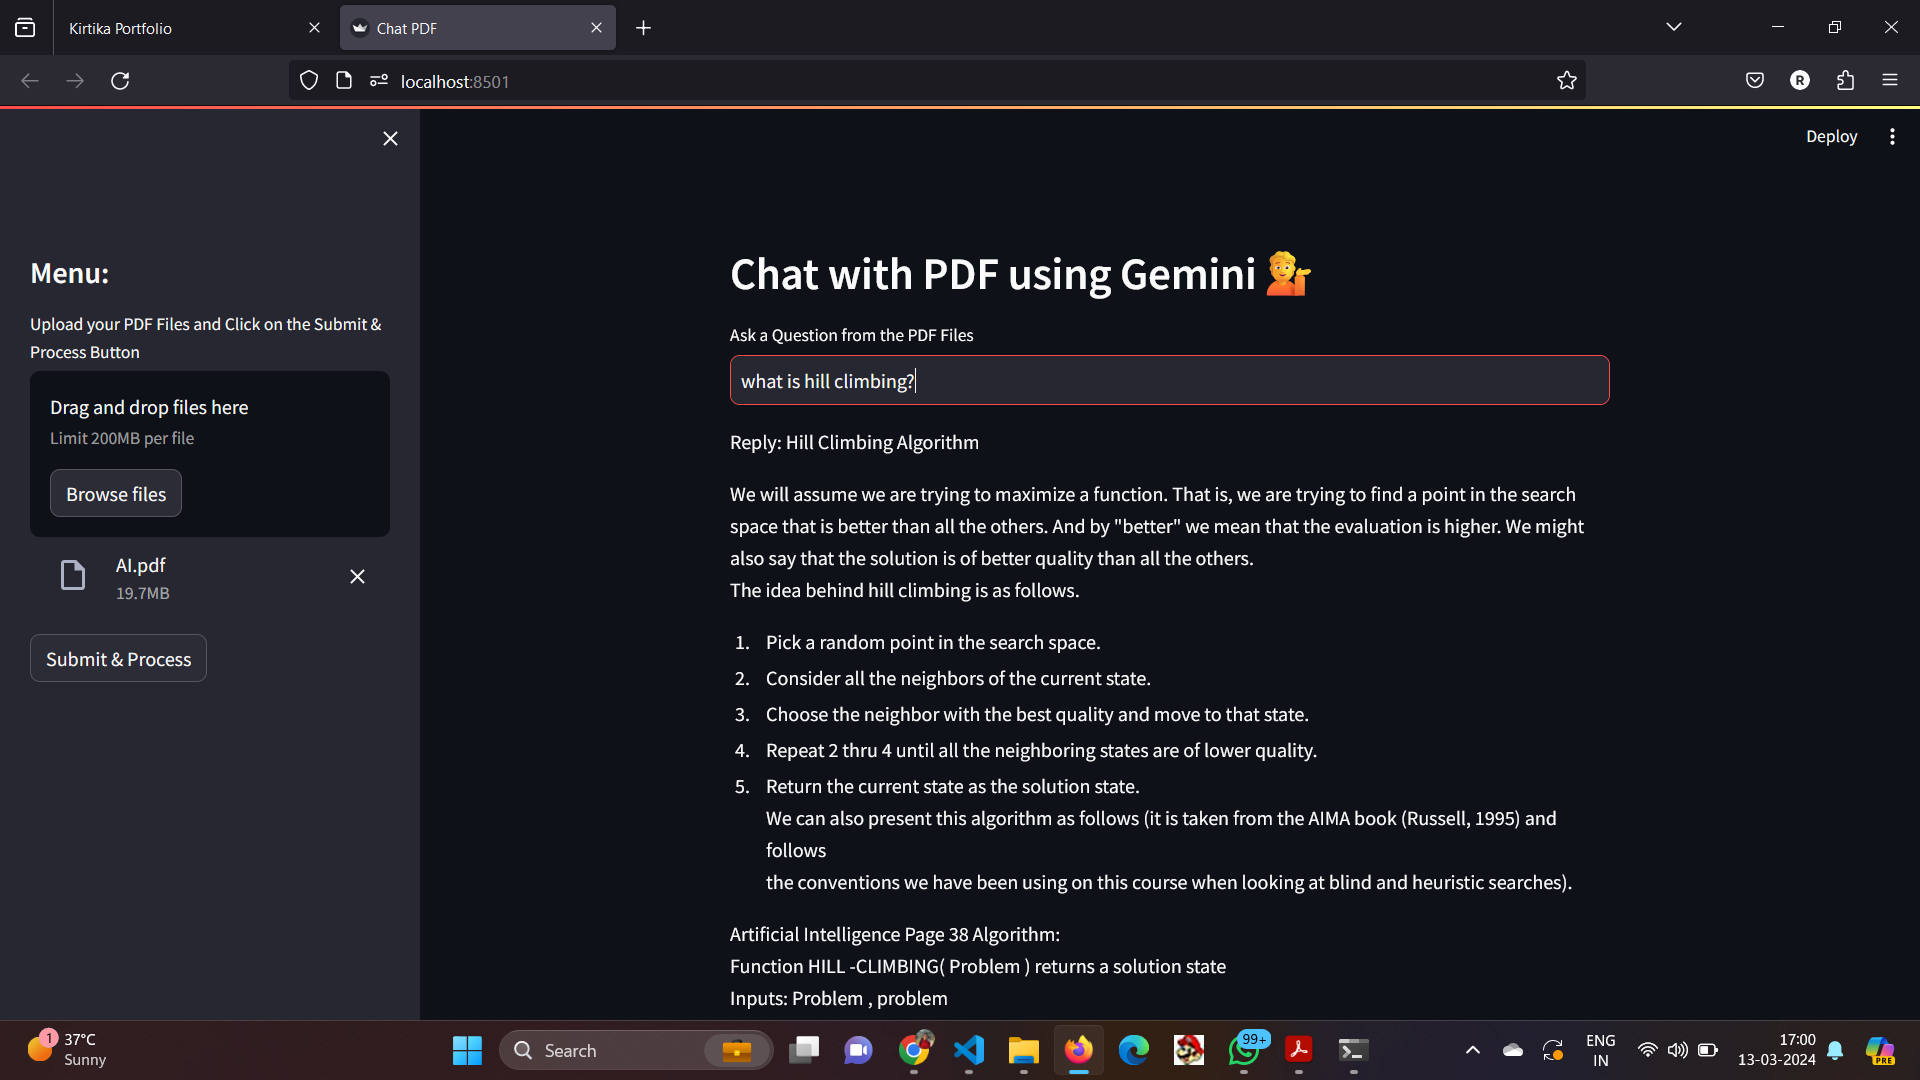 Kirtika Portfolio
Chat PDF
localhost:8501
R
Deploy
Menu:
Upload your PDF Files and Click on the Submit &
Process Button
Drag and drop files here
Limit 200MB per file
Browse files
AI.pdf
19.7MB
Submit & Process
Chat with PDF using Gemini 💁
Ask a Question from the PDF Files
what is hill climbing?
Reply: Hill Climbing Algorithm
We will assume we are trying to maximize a function. That is, we are trying to find a point in the search
space that is better than all the others. And by "better" we mean that the evaluation is higher. We might
also say that the solution is of better quality than all the others.
The idea behind hill climbing is as follows.
1. Pick a random point in the search space.
2. Consider all the neighbors of the current state.
3. Choose the neighbor with the best quality and move to that state.
4. Repeat 2 thru 4 until all the neighboring states are of lower quality.
5. Return the current state as the solution state.
We can also present this algorithm as follows (it is taken from the AIMA book (Russell, 1995) and
follows
the conventions we have been using on this course when looking at blind and heuristic searches).
Artificial Intelligence Page 38 Algorithm:
Function HILL -CLIMBING( Problem ) returns a solution state
Inputs: Problem , problem
1
37°C
Sunny
Search
99+
ENG
IN
17:00
13-03-2024
PRE